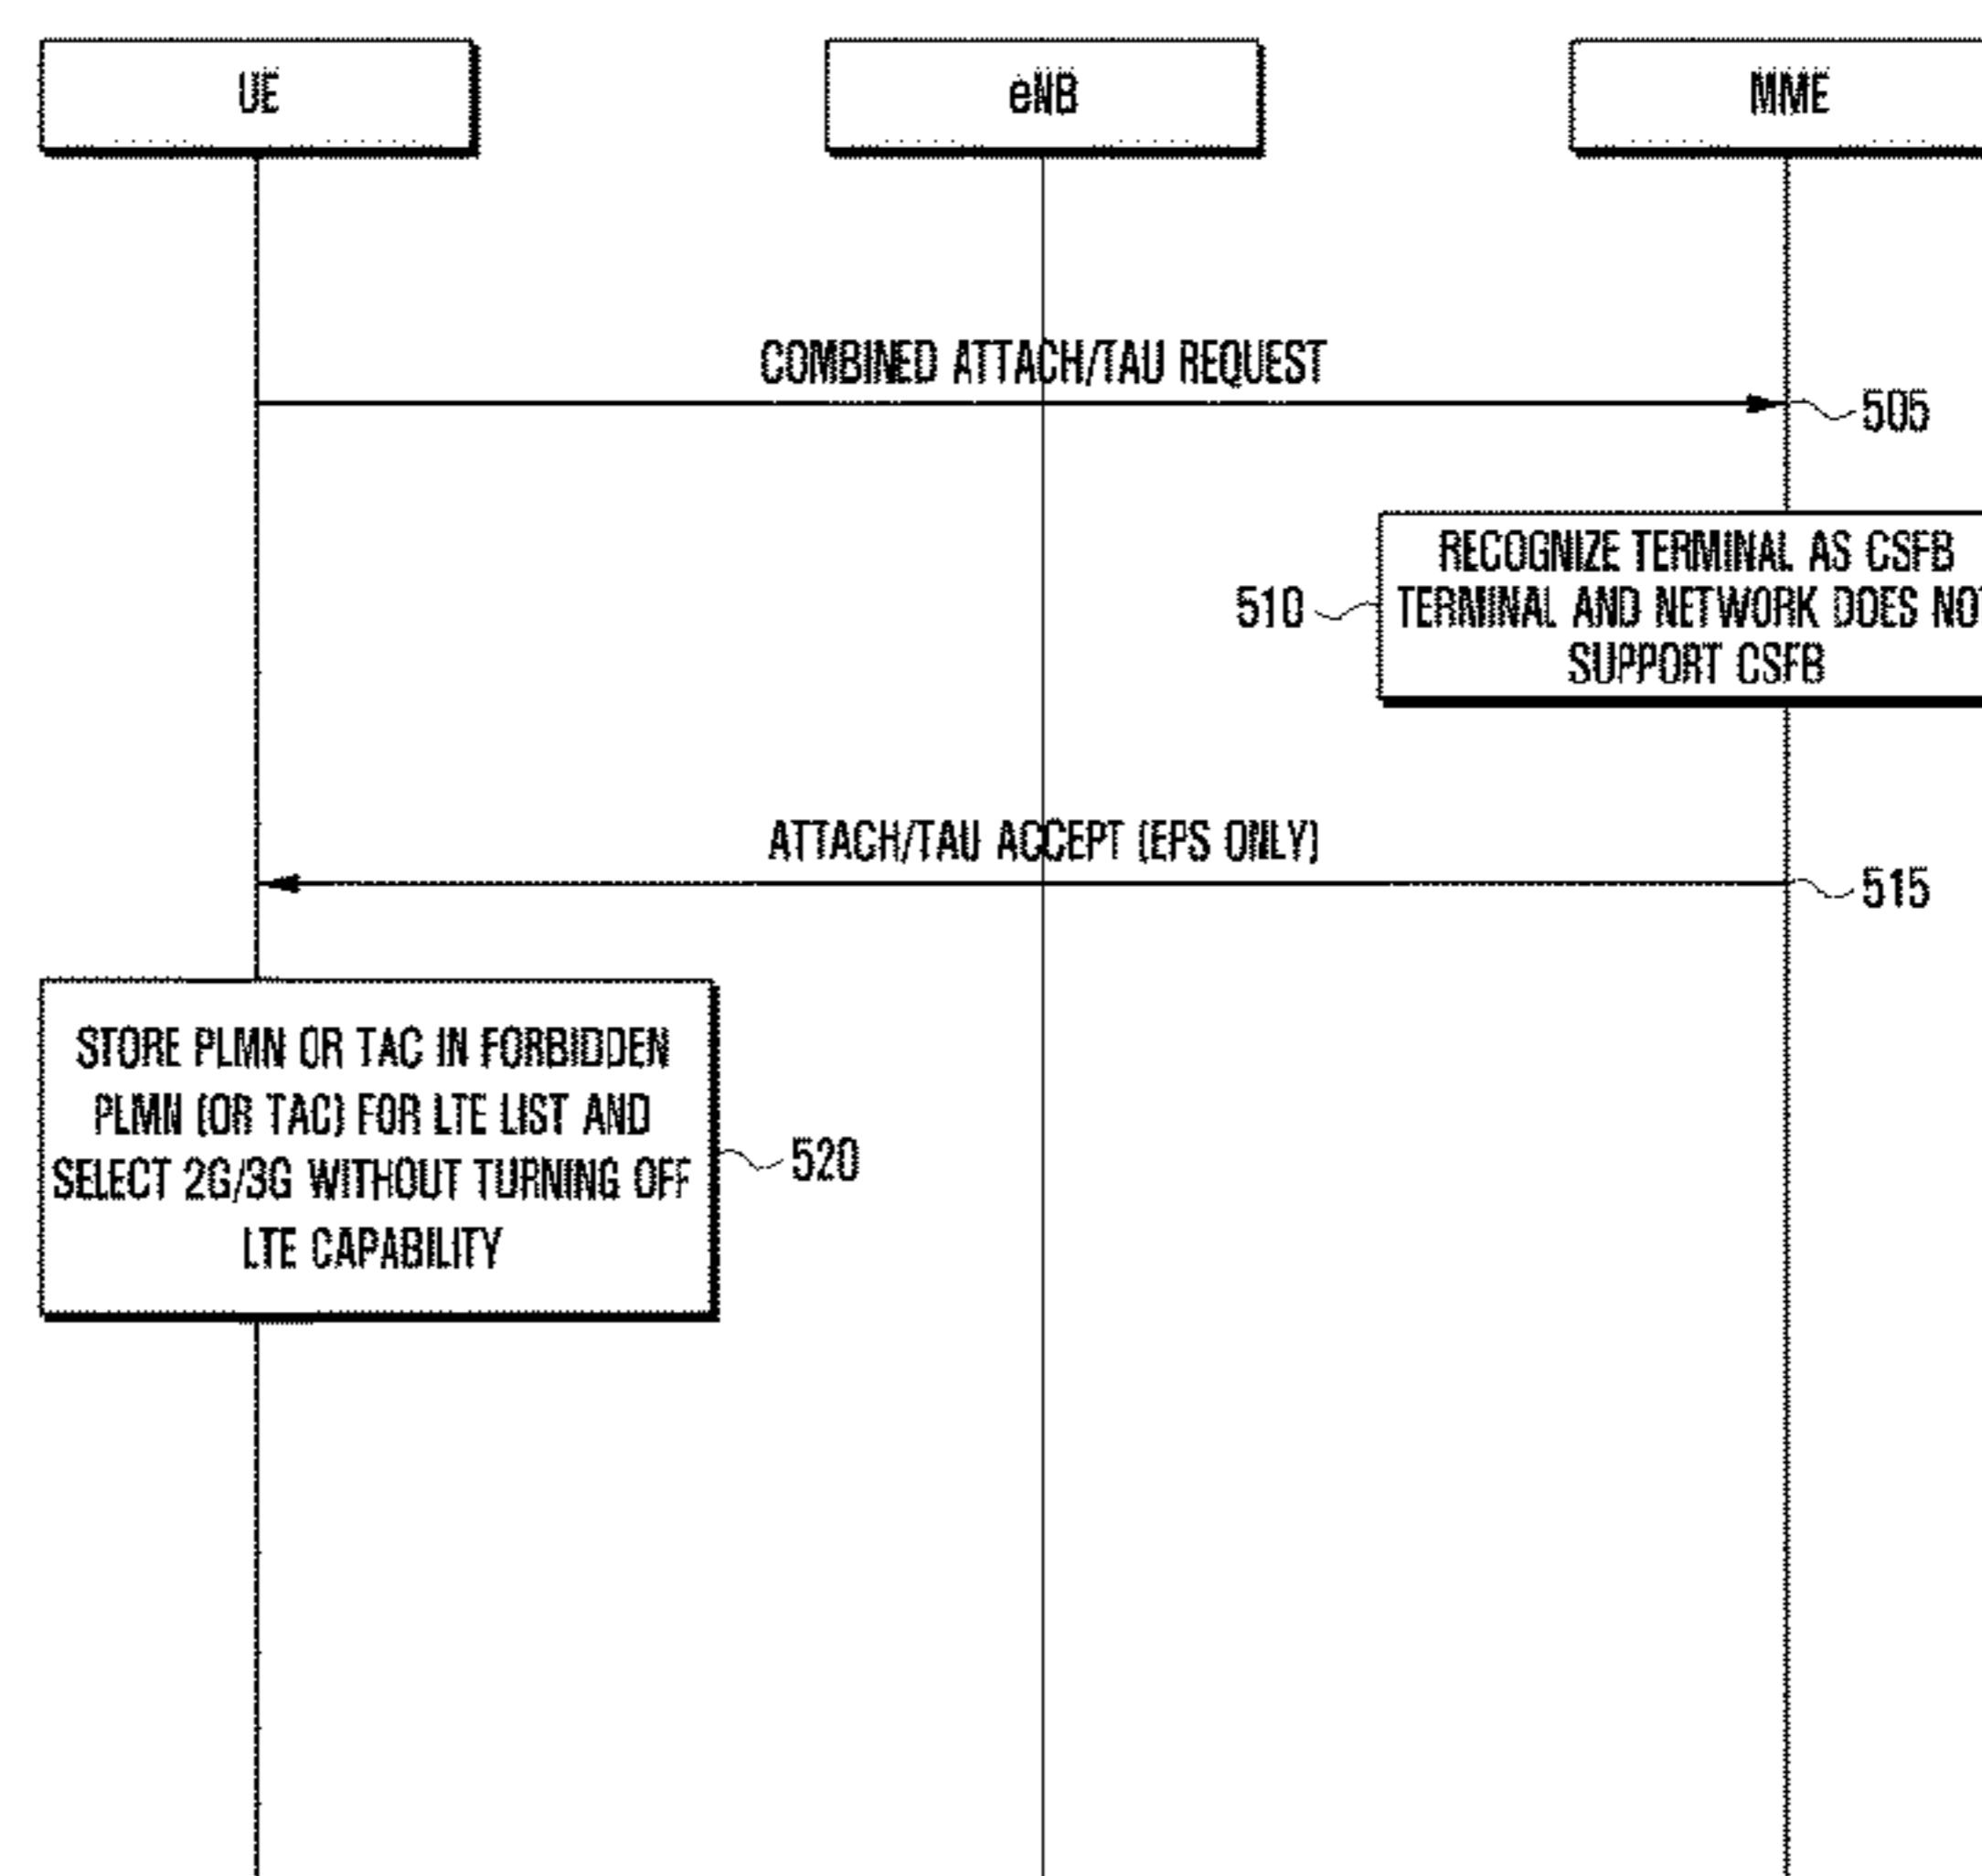 UE
eNB
MME
COMBINED ATTACH/TAU REQUEST
505
RECOGNIZE TERMINAL AS CSFB
510
TERMINAL AND NETWORK DOES NOT
SUPPORT CSFB
ATTACH/TAU ACCEPT (EPS ONLY)
515
STORE PLMN OR TAC IN FORBIDDEN
PLMN (OR TAC) FOR LTE LIST AND
SELECT 2G/3G WITHOUT TURNING OFF
LTE CAPABILITY
520